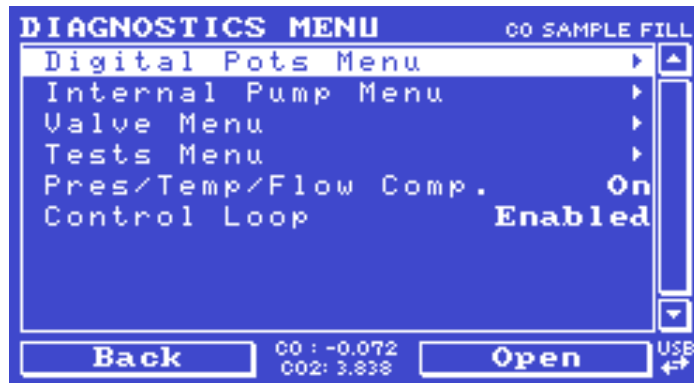 DIAGNOSTICS MENU CO SAMPLE FILL
Digital Pots Menu
Internal Pump Menu
Valve Menu
Tests Menu
Pres/Temp/Flow Comp. On
Control Loop Enabled
Back CO : -0.072 Open USB
CO2: 3.838